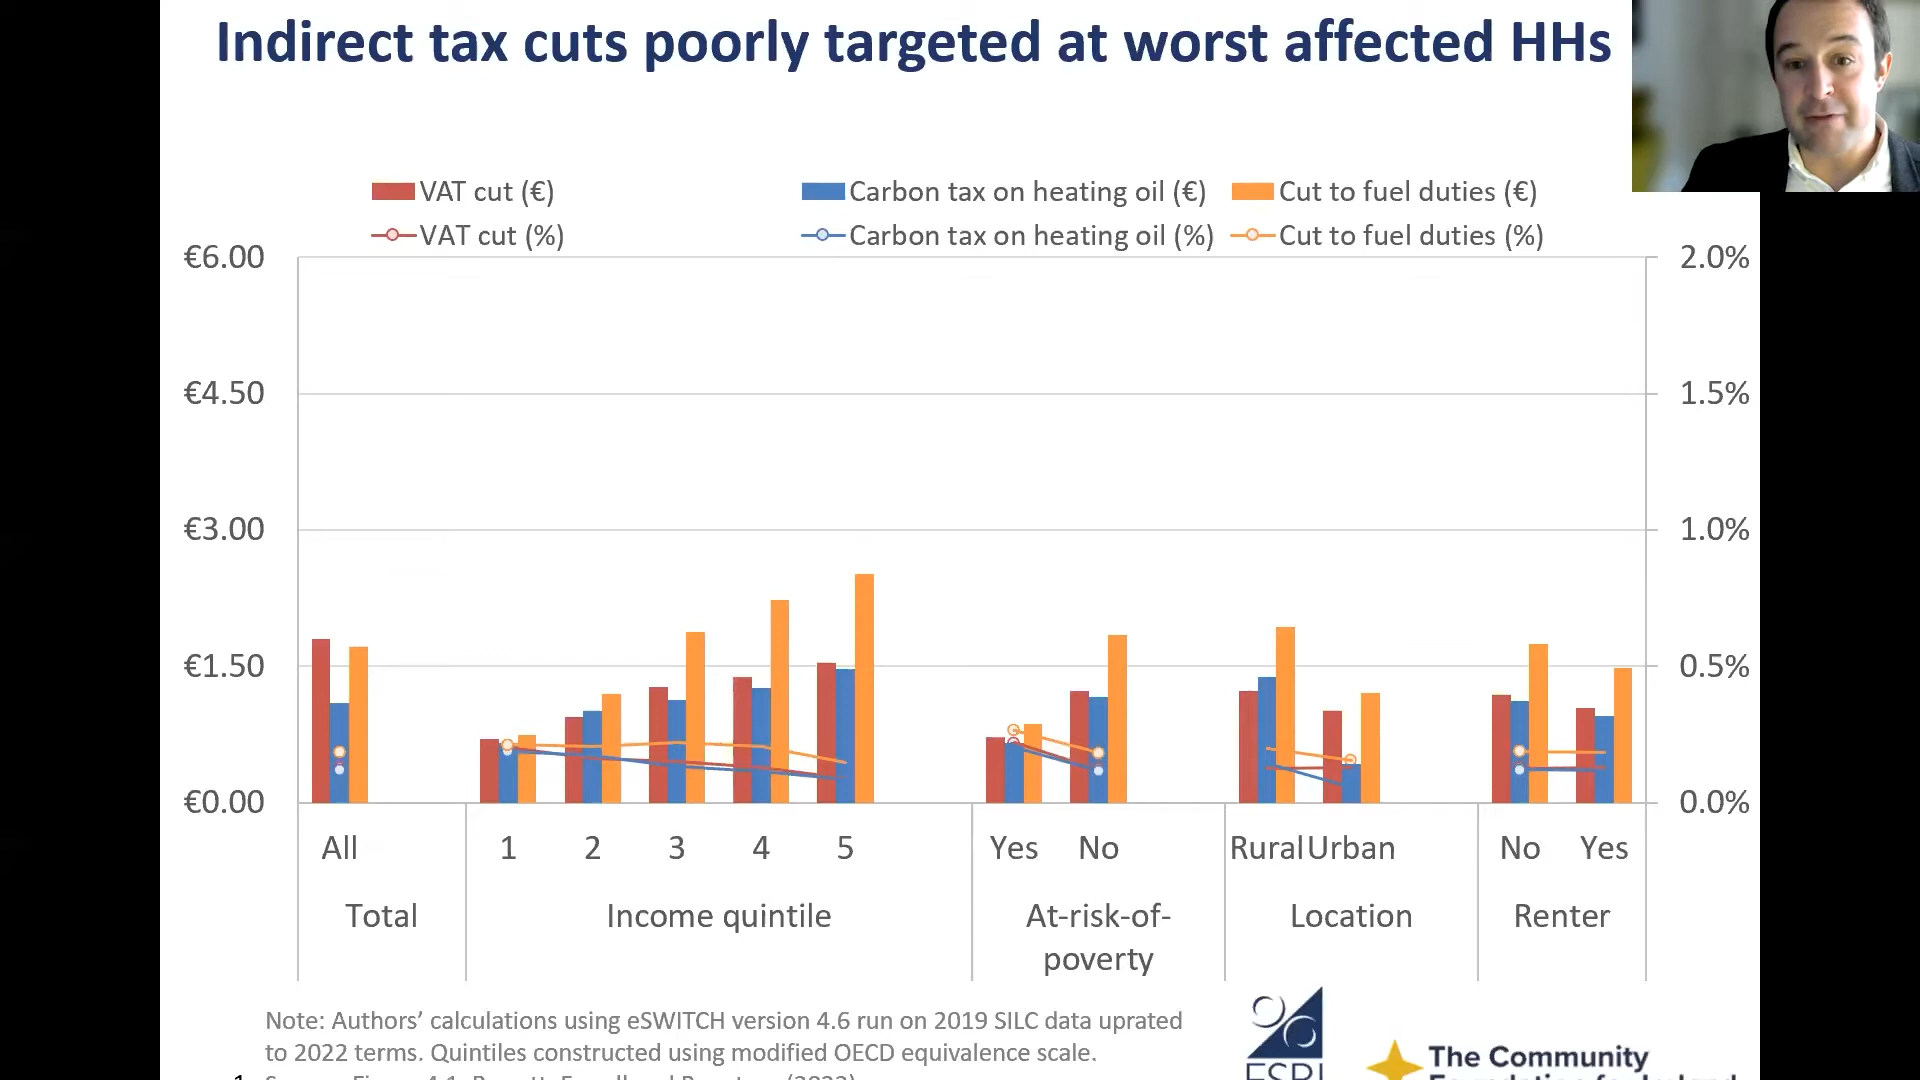 Indirect tax cuts poorly targeted at worst affected HHs
VAT cut (€)
Carbon tax on heating oil (€)
Cut to fuel duties (€)
VAT cut (%)
Carbon tax on heating oil (%)
Cut to fuel duties (%)
€6.00
2.0%
€4.50
1.5%
€3.00
1.0%
€1.50
0.5%
€0.00
0.0%
All
1
2
3
4
5
Yes
No
Rural
Urban
No
Yes
Total
Income quintile
At-risk-of-
poverty
Location
Renter
Note: Authors’ calculations using eSWITCH version 4.6 run on 2019 SILC data uprated
to 2022 terms. Quintiles constructed using modified OECD equivalence scale.
ESRI
The Community